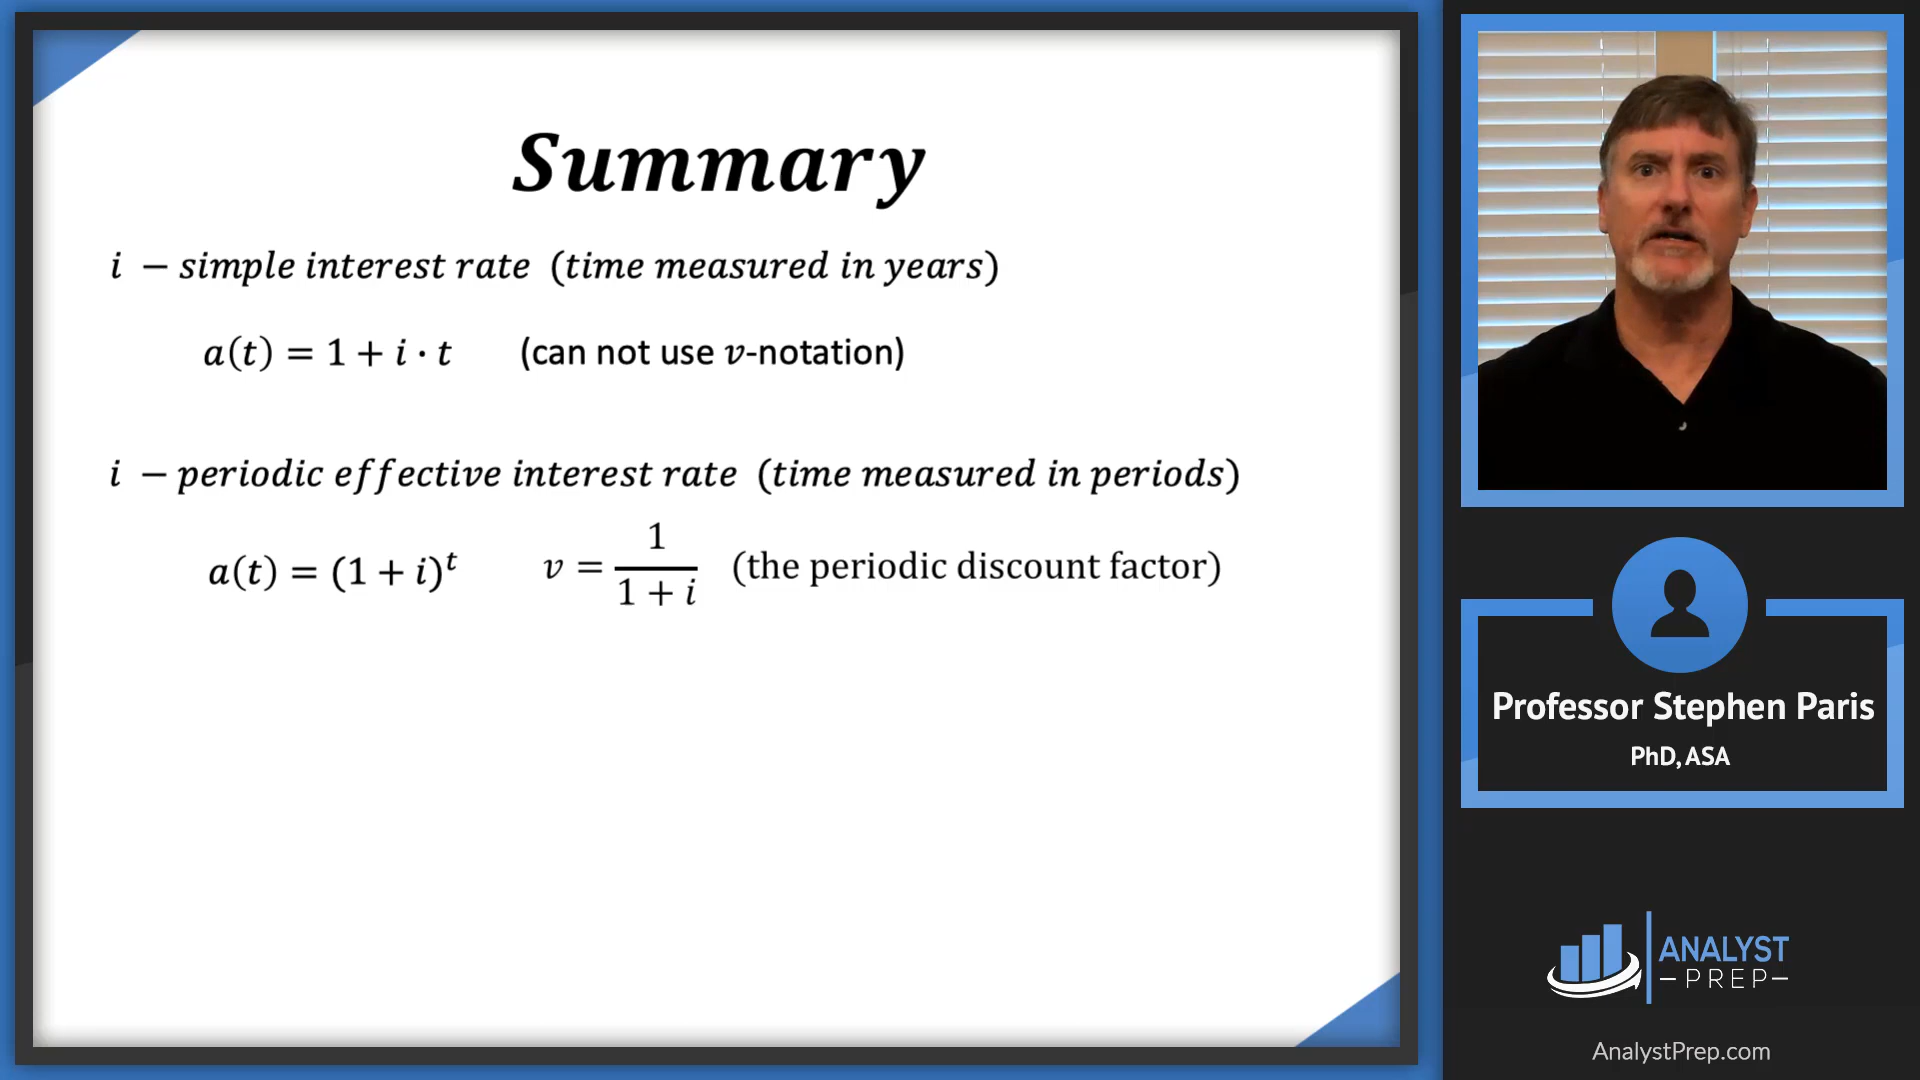 Summary
i − simple interest rate (time measured in years)
a(t) = 1 + i · t (can not use v-notation)
i − periodic effective interest rate (time measured in periods)
a(t) = (1 + i)^t v = 1/(1 + i) (the periodic discount factor)
Professor Stephen Paris
PhD, ASA
ANALYST
PREP
AnalystPrep.com